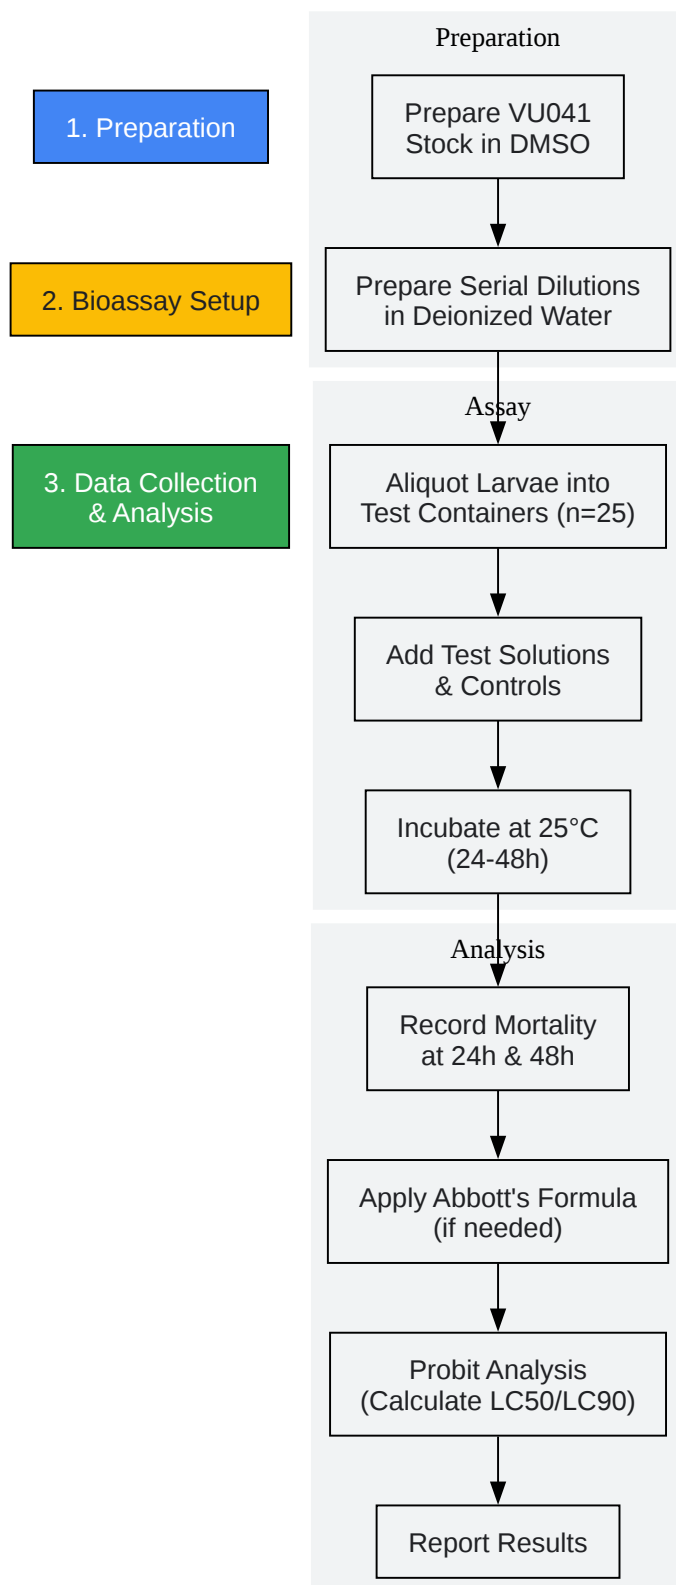 1. Preparation
2. Bioassay Setup
3. Data Collection
& Analysis
Preparation
Prepare VU041
Stock in DMSO
Prepare Serial Dilutions
in Deionized Water
Assay
Aliquot Larvae into
Test Containers (n=25)
Add Test Solutions
& Controls
Incubate at 25°C
(24-48h)
Analysis
Record Mortality
at 24h & 48h
Apply Abbott's Formula
(if needed)
Probit Analysis
(Calculate LC50/LC90)
Report Results